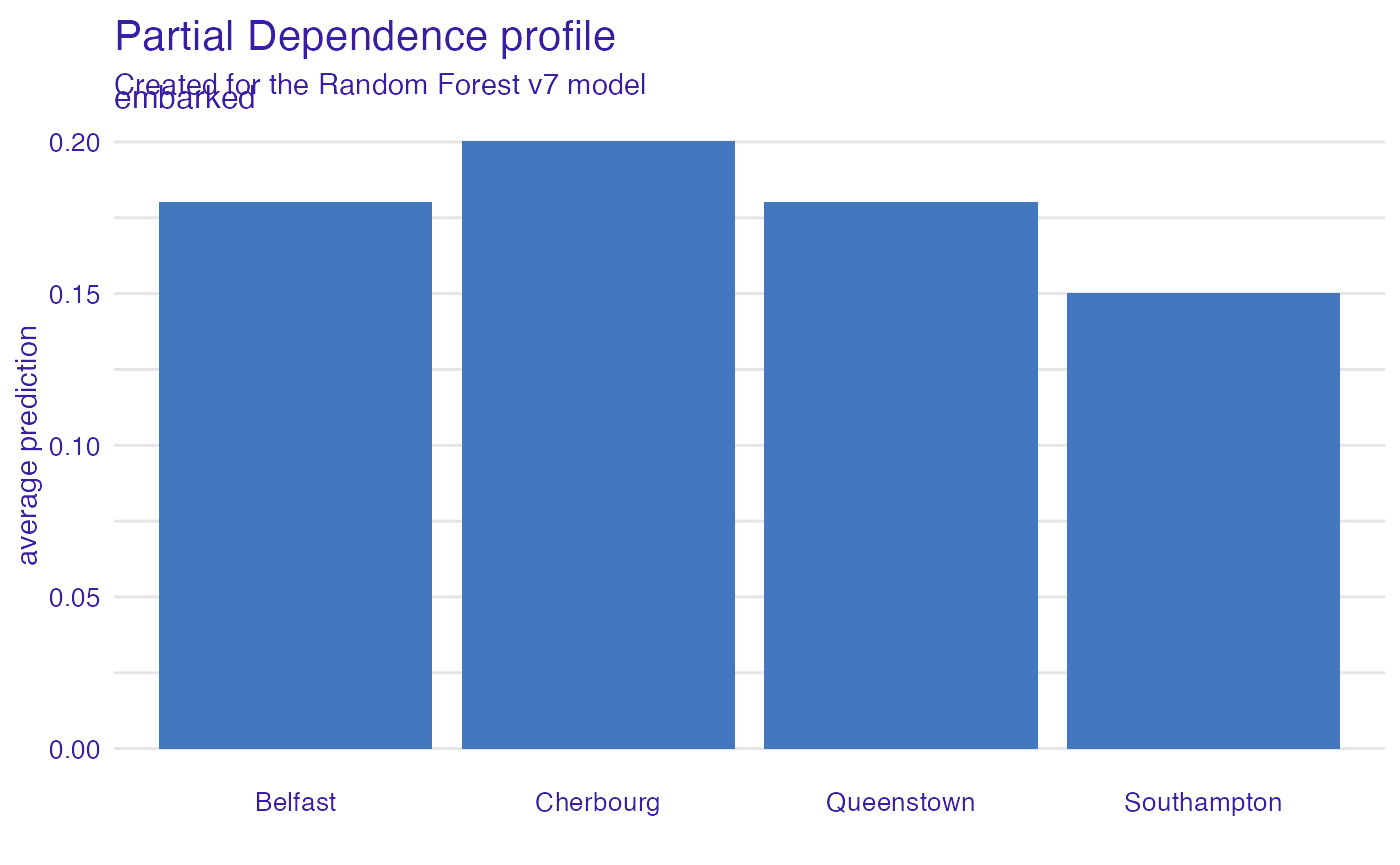 Partial Dependence profile
Created for the Random Forest v7 model
embarked
0.20
0.15
0.10
0.05
0.00
average prediction
Belfast Cherbourg Queenstown Southampton